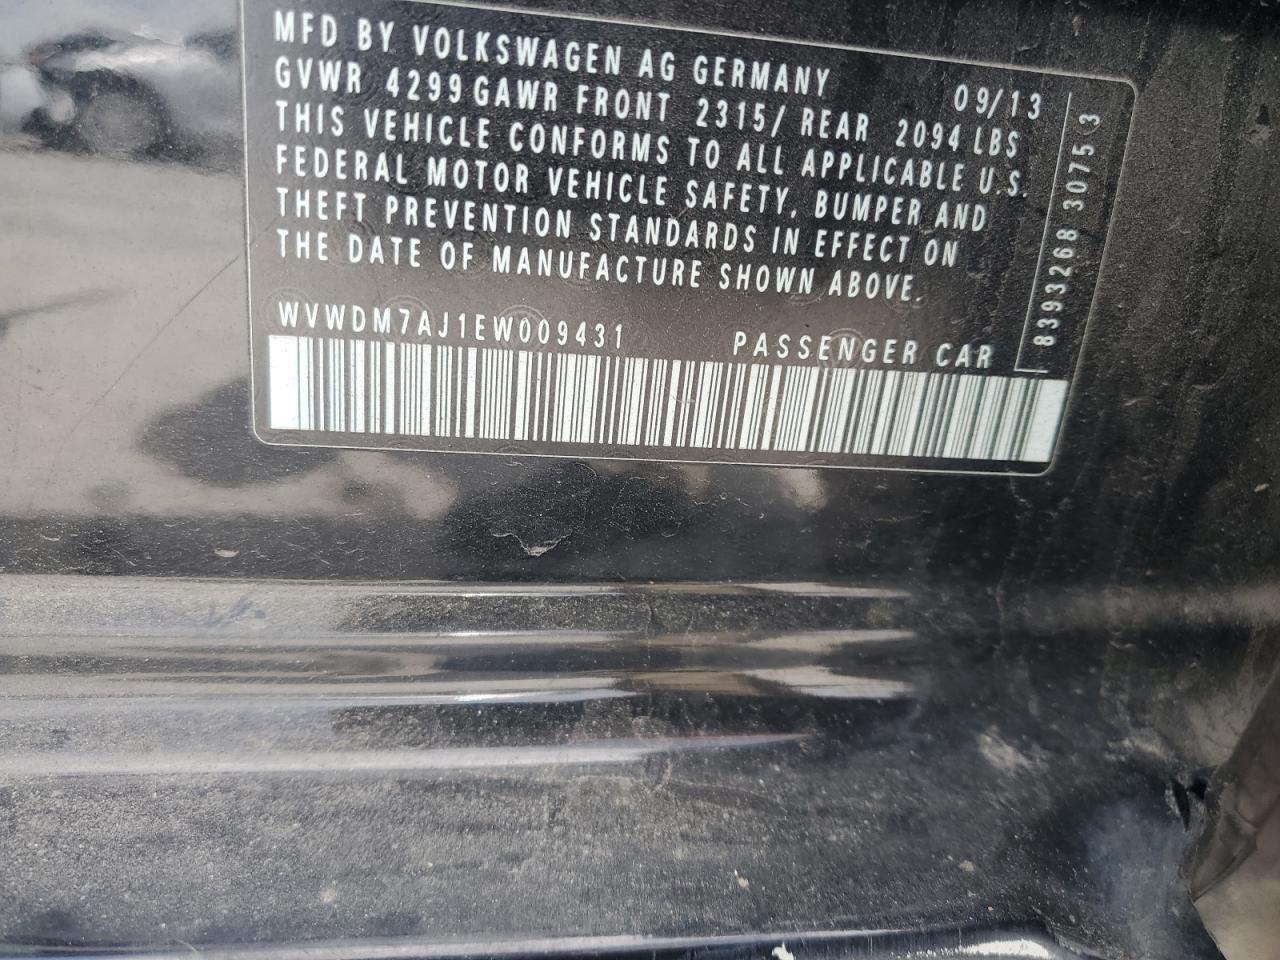 MFD BY VOLKSWAGEN AG GERMANY 09/13
GVWR 4299 GAWR FRONT 2315/ REAR 2094 LBS
THIS VEHICLE CONFORMS TO ALL APPLICABLE U.S.
FEDERAL MOTOR VEHICLE SAFETY, BUMPER AND
THEFT PREVENTION STANDARDS IN EFFECT ON
THE DATE OF MANUFACTURE SHOWN ABOVE.
WVWDM7AJ1EW009431 PASSENGER CAR
8393268 3075 3